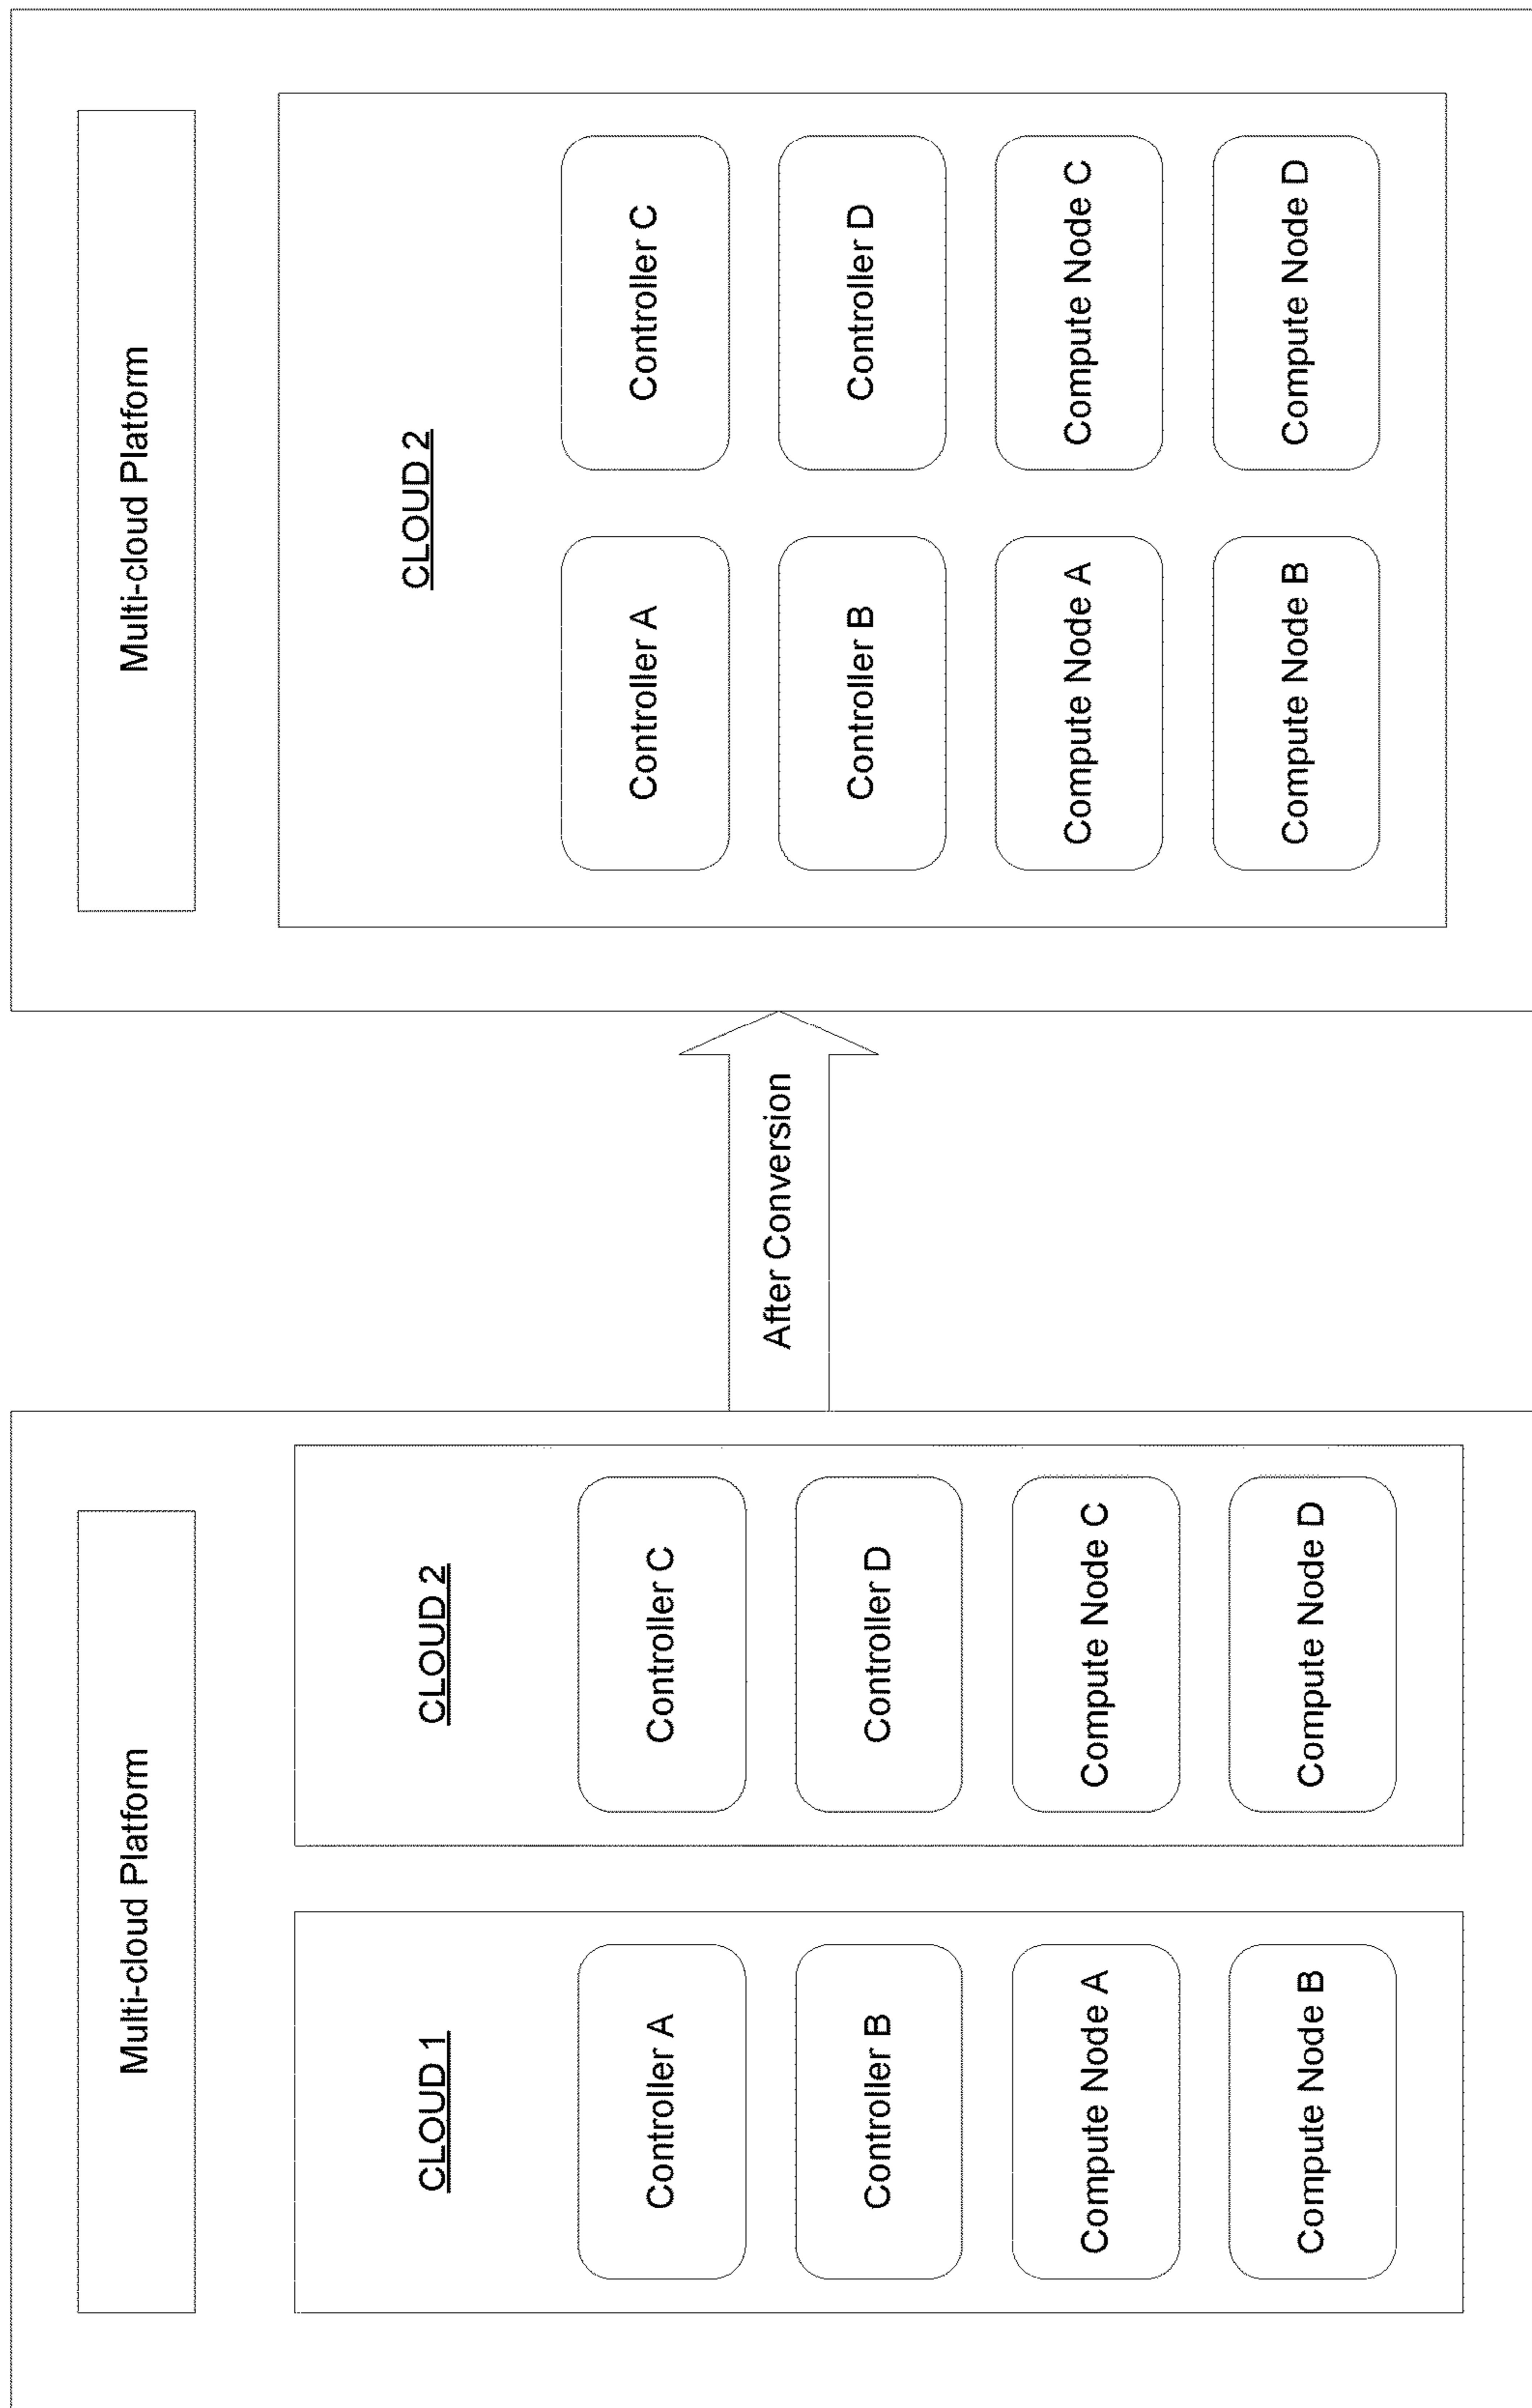 Multi-cloud Platform
CLOUD 1
Controller A
Controller B
Compute Node A
Compute Node B
CLOUD 2
Controller C
Controller D
Compute Node C
Compute Node D
After Conversion
Multi-cloud Platform
CLOUD 2
Controller A
Controller C
Controller B
Controller D
Compute Node A
Compute Node C
Compute Node B
Compute Node D